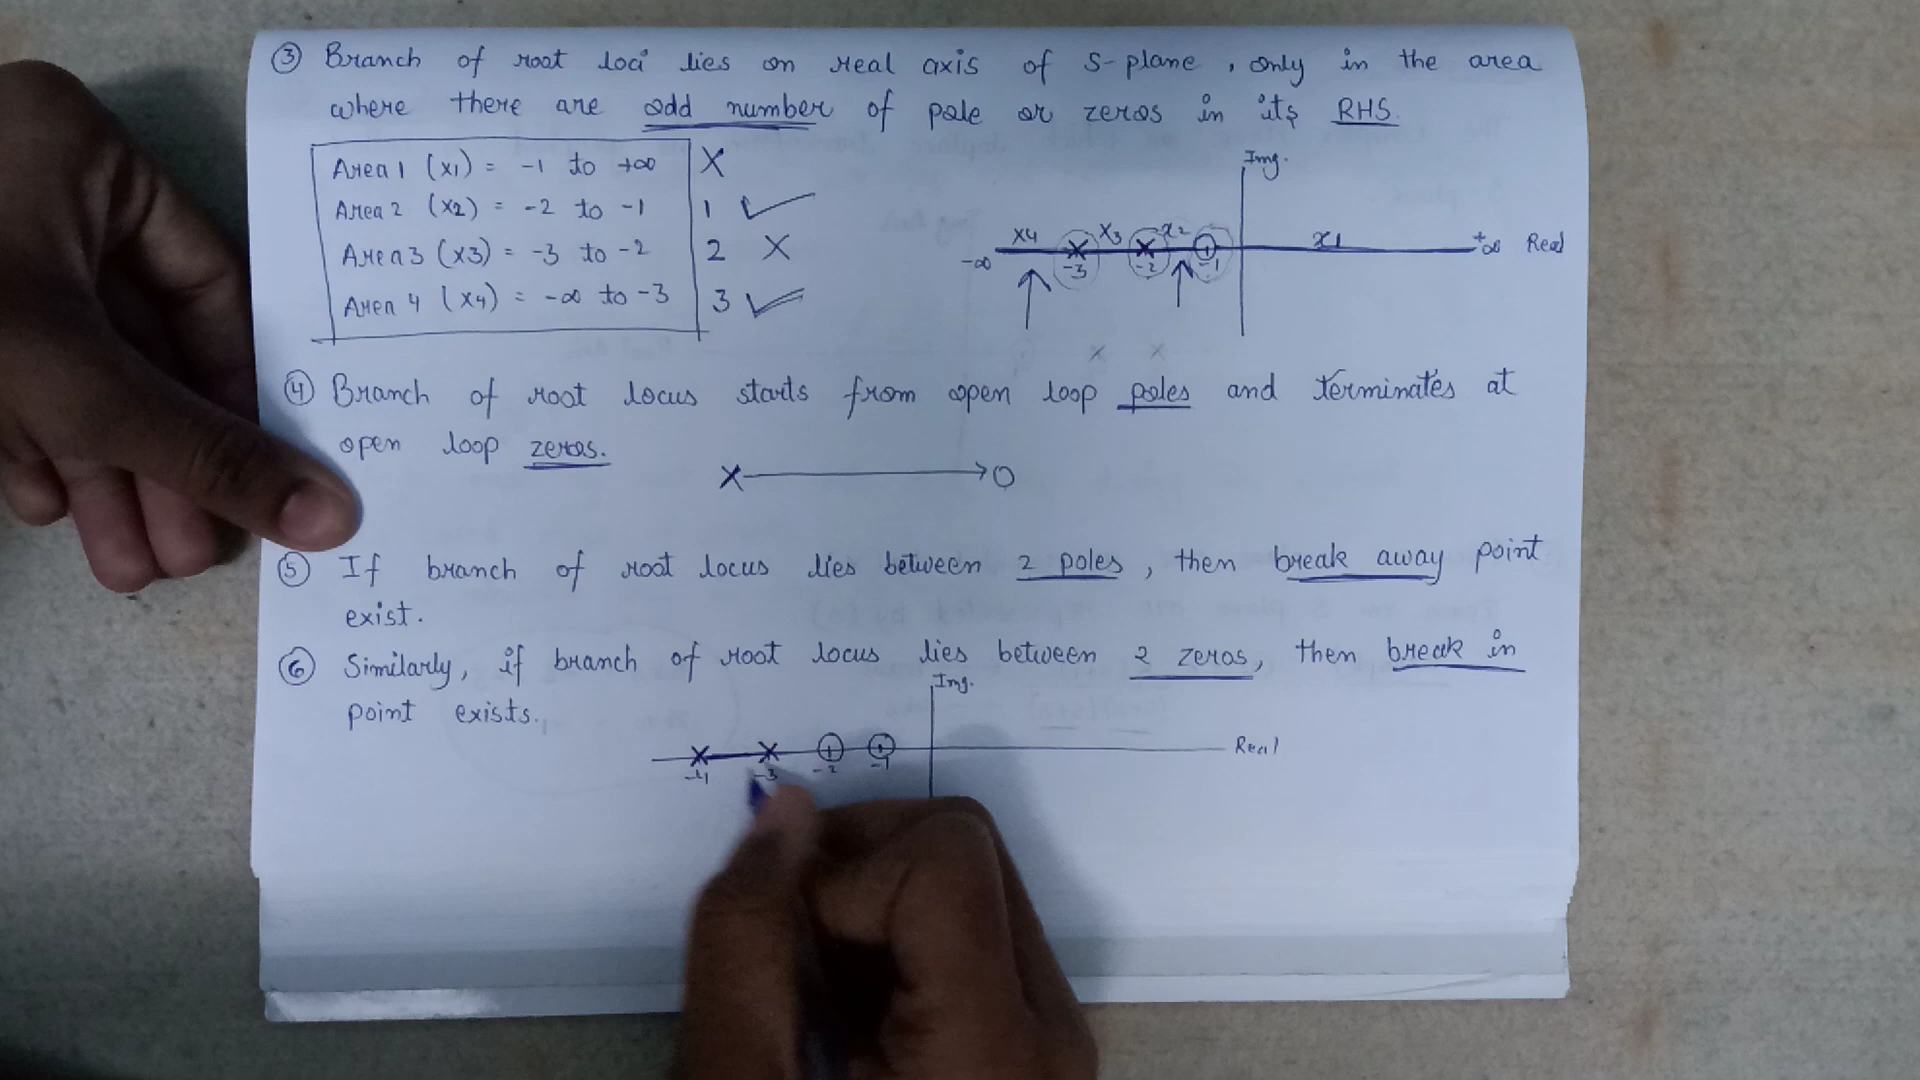 ③ Branch of root loci lies on real axis of S-plane, only in the area
where there are odd number of pole or zeros in its RHS.
Area 1 (x1) = -1 to +∞ X
Area 2 (x2) = -2 to -1 1 ✓
Area 3 (x3) = -3 to -2 2 X
Area 4 (x4) = -∞ to -3 3 ✓
Img.
x4 x3 x2 x1
-∞ -3 -2 -1 +∞ Real
④ Branch of root locus starts from open loop poles and terminates at
open loop zeros.
X → O
⑤ If branch of root locus lies between 2 poles, then break away point
exist.
⑥ Similarly, if branch of root locus lies between 2 zeros, then break in
point exists.
Img.
-4 -3 -2 -1 Real